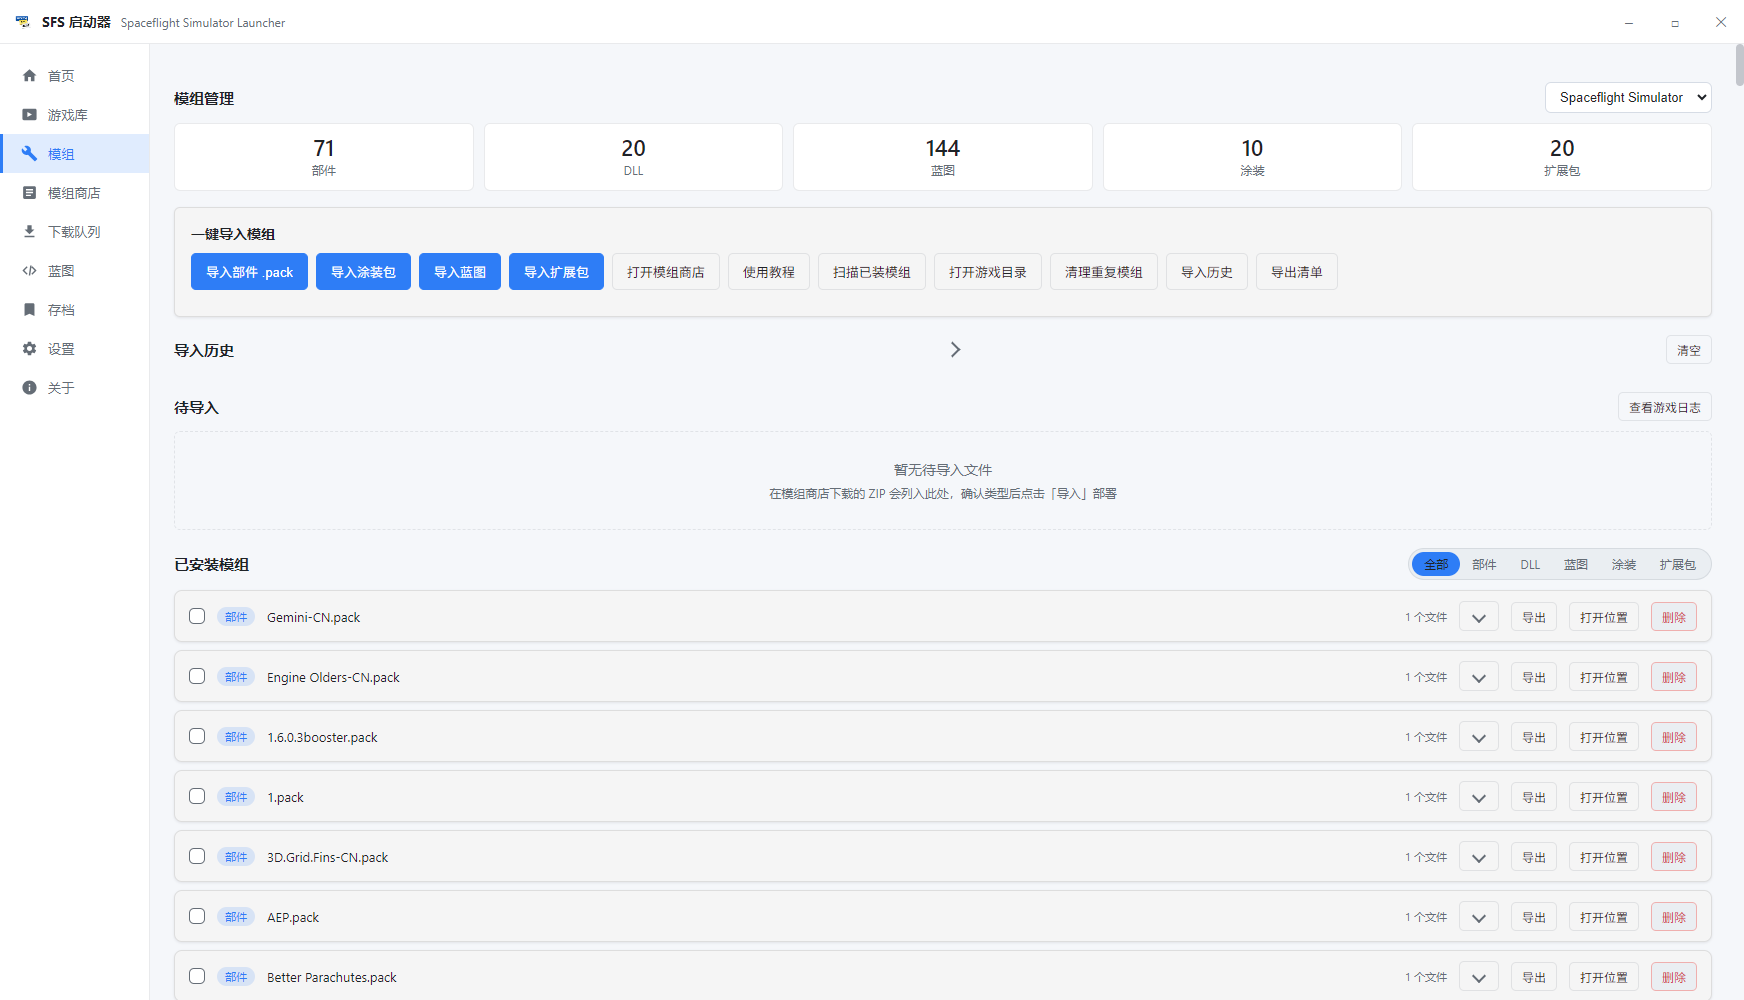 SFS 启动器 Spaceflight Simulator Launcher
首页
游戏库
模组
模组商店
下载队列
蓝图
存档
设置
关于
模组管理
Spaceflight Simulator
71
部件
20
DLL
144
蓝图
10
涂装
20
扩展包
一键导入模组
导入部件 .pack 导入涂装包 导入蓝图 导入扩展包 打开模组商店 使用教程 扫描已装模组 打开游戏目录 清理重复模组 导入历史 导出清单
导入历史 清空
待导入 查看游戏日志
暂无待导入文件
在模组商店下载的 ZIP 会列入此处，确认类型后点击「导入」部署
已安装模组 全部 部件 DLL 蓝图 涂装 扩展包
部件 Gemini-CN.pack 1 个文件 导出 打开位置 删除
部件 Engine Olders-CN.pack 1 个文件 导出 打开位置 删除
部件 1.6.0.3booster.pack 1 个文件 导出 打开位置 删除
部件 1.pack 1 个文件 导出 打开位置 删除
部件 3D.Grid.Fins-CN.pack 1 个文件 导出 打开位置 删除
部件 AEP.pack 1 个文件 导出 打开位置 删除
部件 Better Parachutes.pack 1 个文件 导出 打开位置 删除